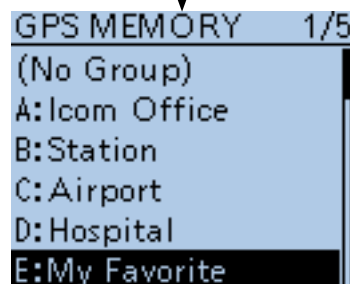 GPS MEMORY 1/5
(No Group)
A:Icom Office
B:Station
C:Airport
D:Hospital
E:My Favorite